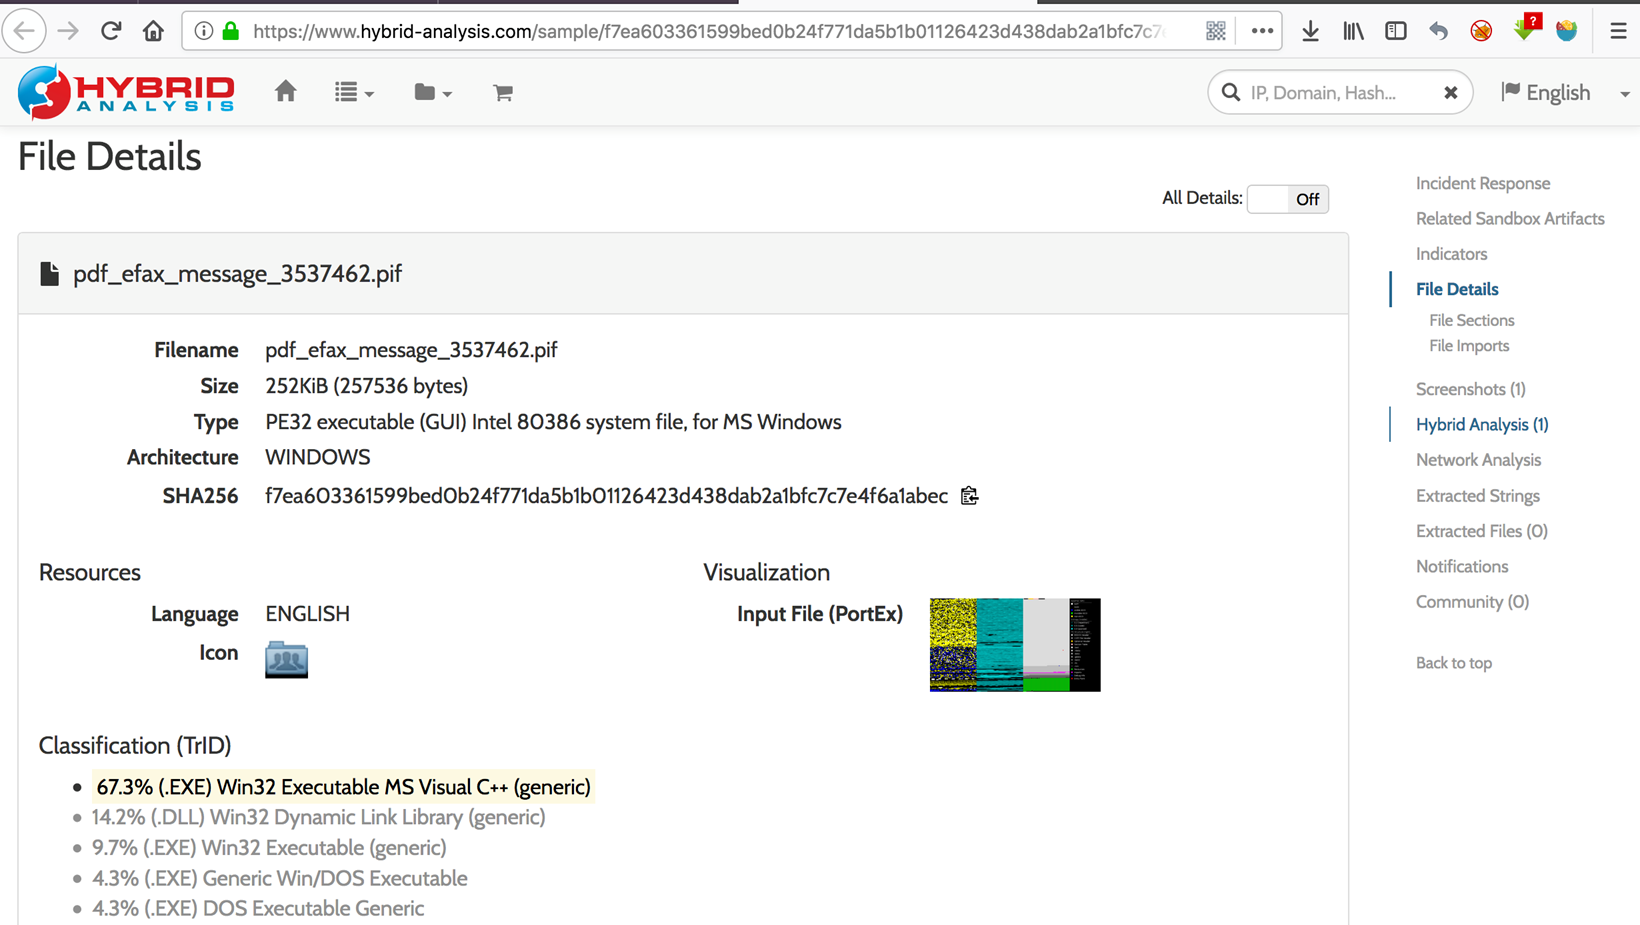 https://www.hybrid-analysis.com/sample/f7ea603361599bed0b24f771da5b1b01126423d438dab2a1bfc7c7e
?
HYBRID
ANALYSIS
IP, Domain, Hash...
English
File Details
All Details: Off
pdf_efax_message_3537462.pif
Filename pdf_efax_message_3537462.pif
Size 252KiB (257536 bytes)
Type PE32 executable (GUI) Intel 80386 system file, for MS Windows
Architecture WINDOWS
SHA256 f7ea603361599bed0b24f771da5b1b01126423d438dab2a1bfc7c7e4f6a1abec
Resources
Language ENGLISH
Icon
Visualization
Input File (PortEx)
Classification (TrID)
67.3% (.EXE) Win32 Executable MS Visual C++ (generic)
14.2% (.DLL) Win32 Dynamic Link Library (generic)
9.7% (.EXE) Win32 Executable (generic)
4.3% (.EXE) Generic Win/DOS Executable
4.3% (.EXE) DOS Executable Generic
Incident Response
Related Sandbox Artifacts
Indicators
File Details
File Sections
File Imports
Screenshots (1)
Hybrid Analysis (1)
Network Analysis
Extracted Strings
Extracted Files (0)
Notifications
Community (0)
Back to top